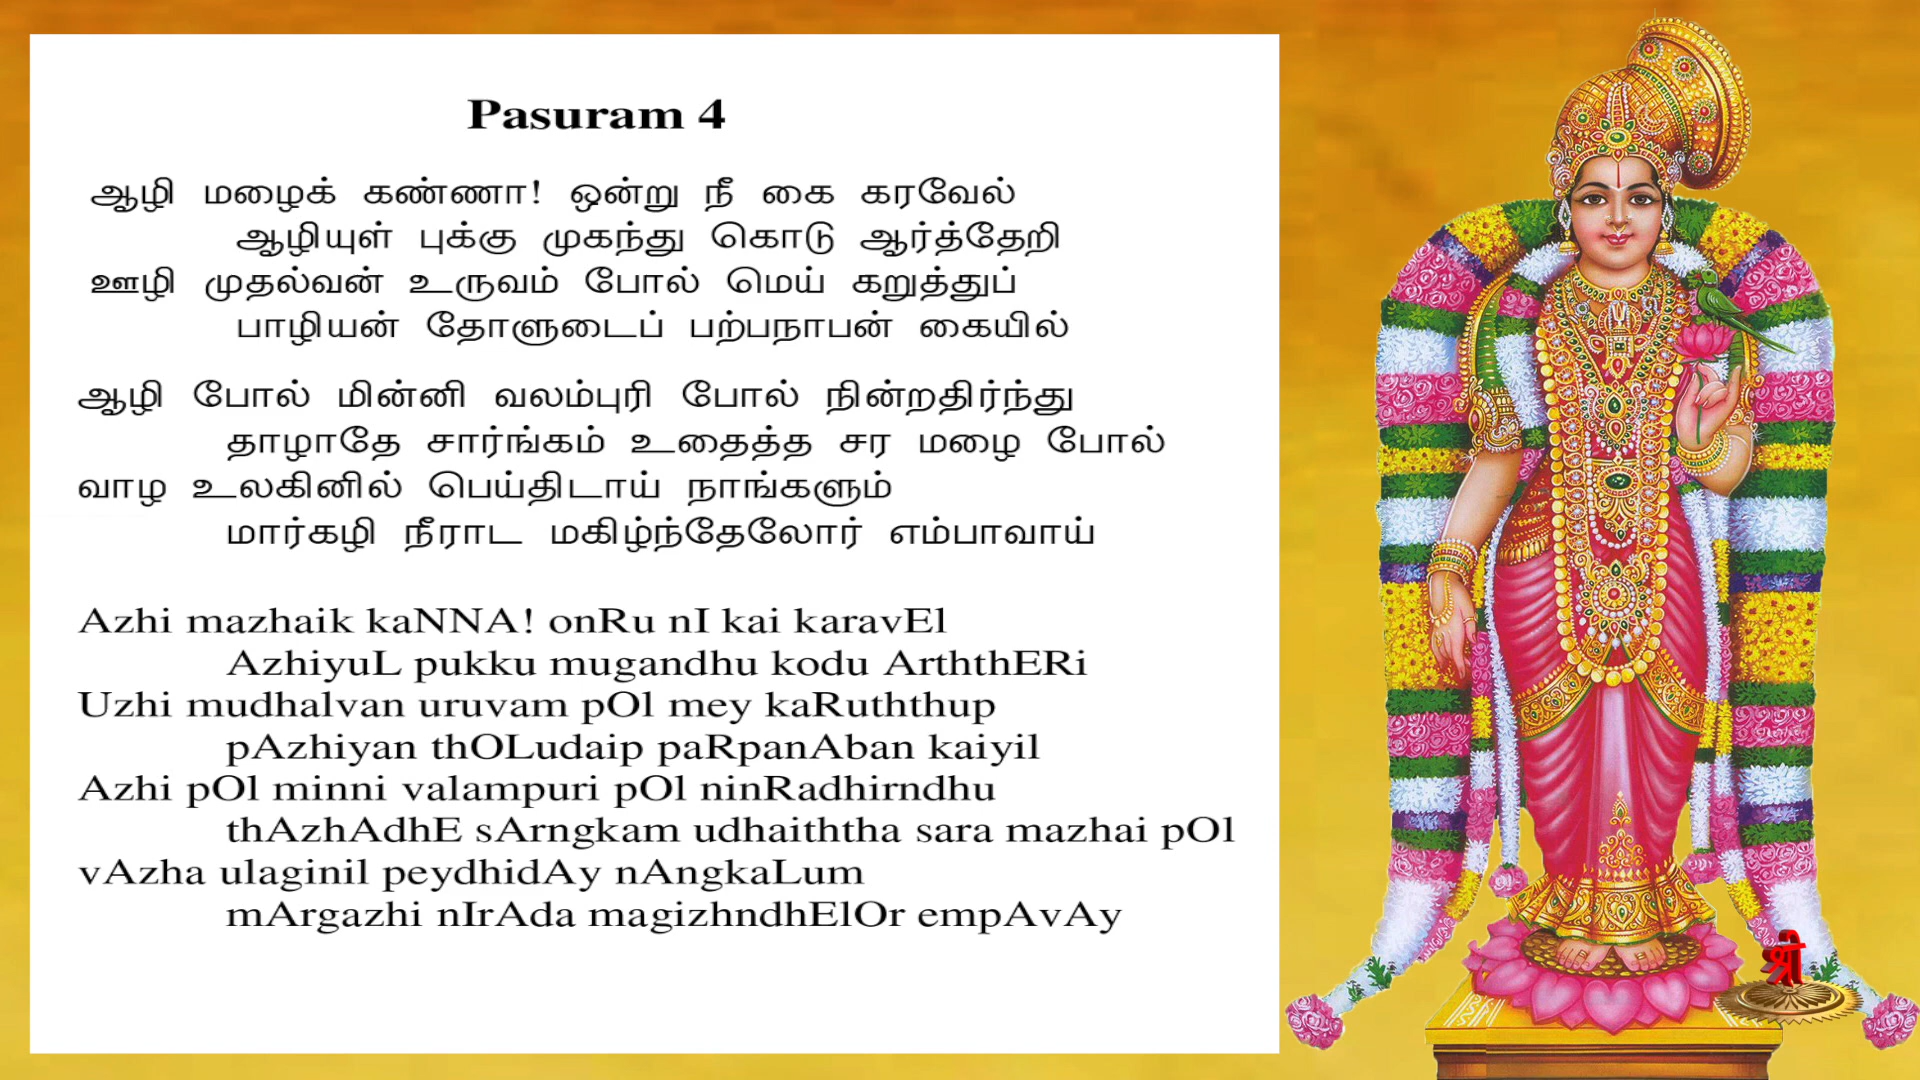 Pasuram 4
ஆழி மழைக் கண்ணா! ஒன்று நீ கை கரவேல்
ஆழியுள் புக்கு முகந்து கொடு ஆர்த்தேறி
ஊழி முதல்வன் உருவம் போல் மெய் கறுத்துப்
பாழியன் தோளுடைப் பற்பநாபன் கையில்
ஆழி போல் மின்னி வலம்புரி போல் நின்றதிர்ந்து
தாழாதே சார்ங்கம் உதைத்த சர மழை போல்
வாழ உலகினில் பெய்திடாய் நாங்களும்
மார்கழி நீராட மகிழ்ந்தேலோர் எம்பாவாய்
Azhi mazhaik kaNNA! onRu nI kai karavEl
AzhiyuL pukku mugandhu kodu ArththERi
Uzhi mudhalvan uruvam pOl mey kaRuththup
pAzhiyan thOLudaip paRpanAban kaiyil
Azhi pOl minni valampuri pOl ninRadhirndhu
thAzhAdhE sArngkam udhaiththa sara mazhai pOl
vAzha ulaginil peydhidAy nAngkaLum
mArgazhi nIrAda magizhndhElOr empAvAy
श्री